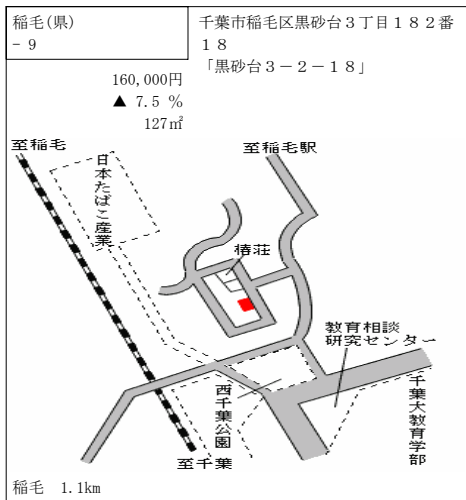 稲毛(県)
- 9
千葉市稲毛区黒砂台３丁目１８２番
１８
「黒砂台３－２－１８」
160,000円
▲ 7.5 %
127㎡
至稲毛
至稲毛駅
日本たばこ産業
椿荘
教育相談
研究センター
西千葉公園
千葉大教育学部
至千葉
稲毛 1.1km